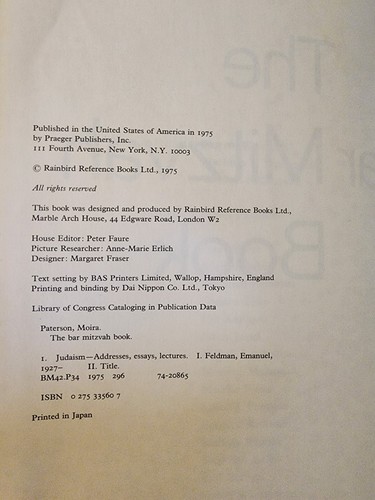 Published in the United States of America in 1975
by Praeger Publishers, Inc.
111 Fourth Avenue, New York, N.Y. 10003
© Rainbird Reference Books Ltd., 1975
All rights reserved
This book was designed and produced by Rainbird Reference Books Ltd.,
Marble Arch House, 44 Edgware Road, London W2
House Editor: Peter Faure
Picture Researcher: Anne-Marie Erlich
Designer: Margaret Fraser
Text setting by BAS Printers Limited, Wallop, Hampshire, England
Printing and binding by Dai Nippon Co. Ltd., Tokyo
Library of Congress Cataloging in Publication Data
Paterson, Moira.
The bar mitzvah book.
1. Judaism—Addresses, essays, lectures. I. Feldman, Emanuel,
1927– II. Title.
BM42.P34 1975 296 74-20865
ISBN 0 275 33560 7
Printed in Japan